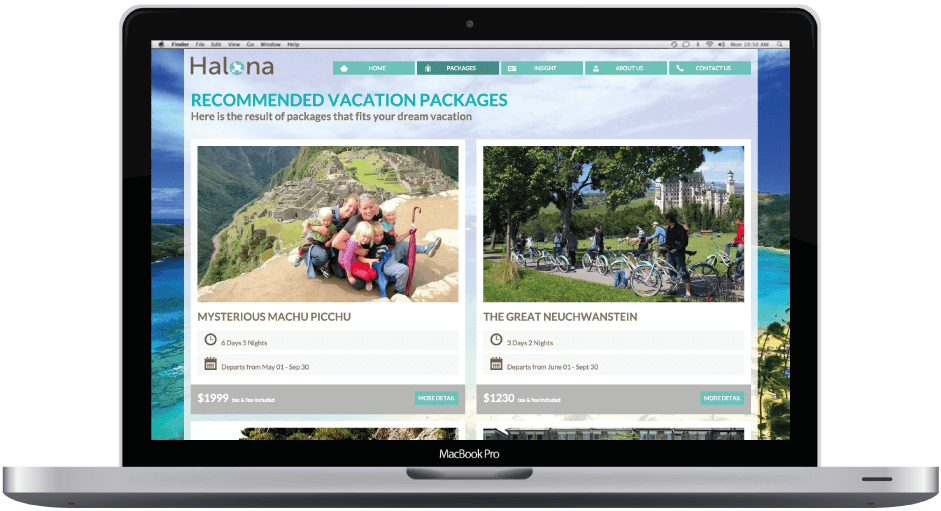 Finder File Edit View Go Window Help
Mon 10:50 AM
Halona
HOME
PACKAGES
INSIGHT
ABOUT US
CONTACT US
RECOMMENDED VACATION PACKAGES
Here is the result of packages that fits your dream vacation
MYSTERIOUS MACHU PICCHU
6 Days 5 Nights
Departs from May 01 - Sep 30
$1999 tax & fee included
MORE DETAIL
THE GREAT NEUCHWANSTEIN
3 Days 2 Nights
Departs from June 01 - Sept 30
$1230 tax & fee included
MORE DETAIL
MacBook Pro